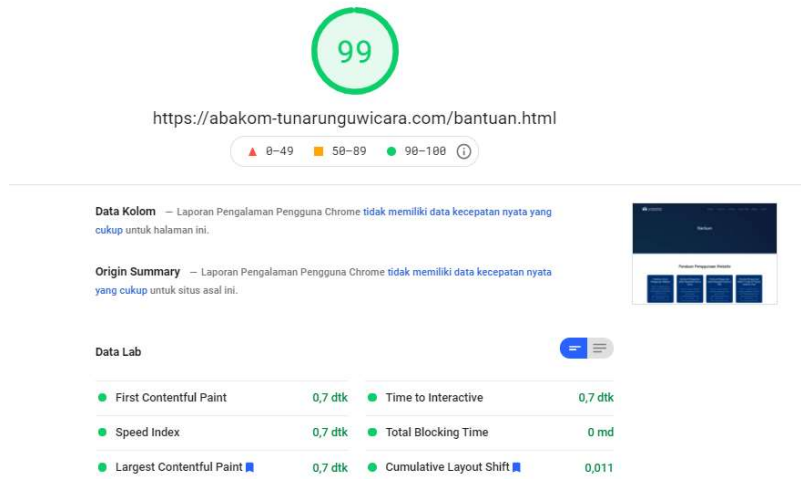 99
https://abakom-tunarunguwicara.com/bantuan.html
0–49 50–89 90–100
Data Kolom — Laporan Pengalaman Pengguna Chrome tidak memiliki data kecepatan nyata yang
cukup untuk halaman ini.
Origin Summary — Laporan Pengalaman Pengguna Chrome tidak memiliki data kecepatan nyata
yang cukup untuk situs asal ini.
Bantuan
Panduan Penggunaan Website
Data Lab
First Contentful Paint 0,7 dtk Time to Interactive 0,7 dtk
Speed Index 0,7 dtk Total Blocking Time 0 md
Largest Contentful Paint 0,7 dtk Cumulative Layout Shift 0,011